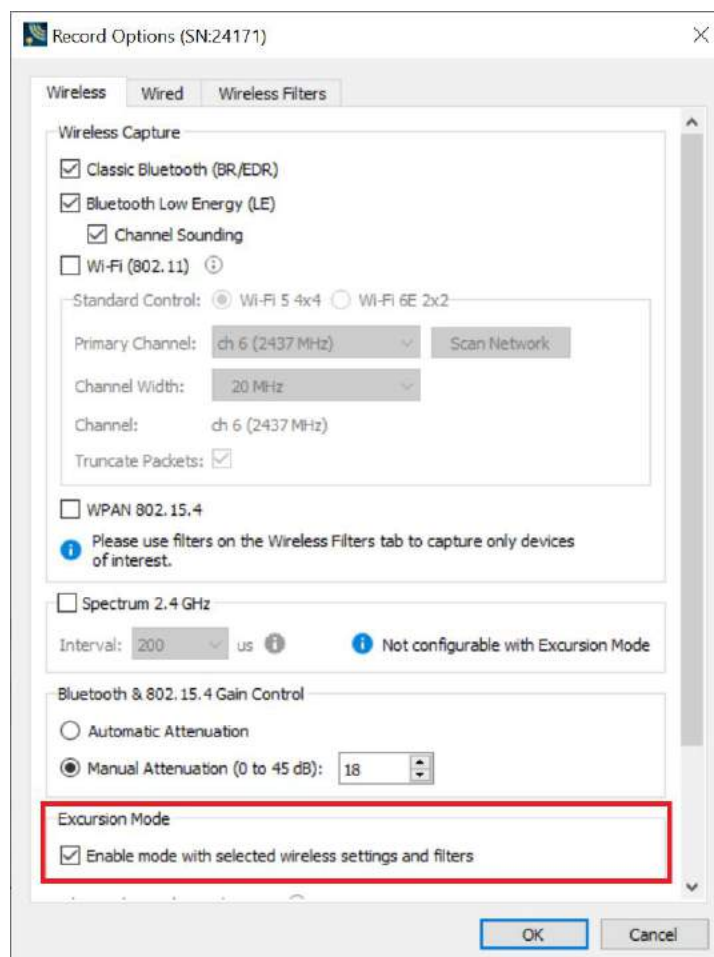 Record Options (SN:24171)
Wireless Wired Wireless Filters
Wireless Capture
Classic Bluetooth (BR/EDR)
Bluetooth Low Energy (LE)
Channel Sounding
Wi-Fi (802.11)
Standard Control: Wi-Fi 5 4x4 Wi-Fi 6E 2x2
Primary Channel: ch 6 (2437 MHz) Scan Network
Channel Width: 20 MHz
Channel: ch 6 (2437 MHz)
Truncate Packets:
WPAN 802.15.4
Please use filters on the Wireless Filters tab to capture only devices
of interest.
Spectrum 2.4 GHz
Interval: 200 us Not configurable with Excursion Mode
Bluetooth & 802.15.4 Gain Control
Automatic Attenuation
Manual Attenuation (0 to 45 dB): 18
Excursion Mode
Enable mode with selected wireless settings and filters
OK Cancel